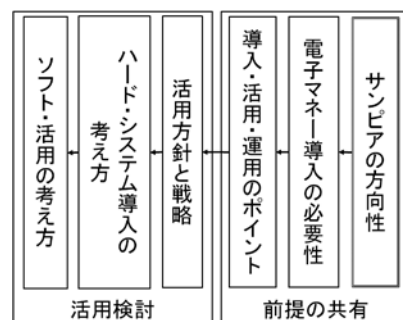 サンピアの方向性
電子マネー導入の必要性
導入・活用・運用のポイント
前提の共有
活用方針と戦略
ハード・システム導入の
考え方
ソフト・活用の考え方
活用検討